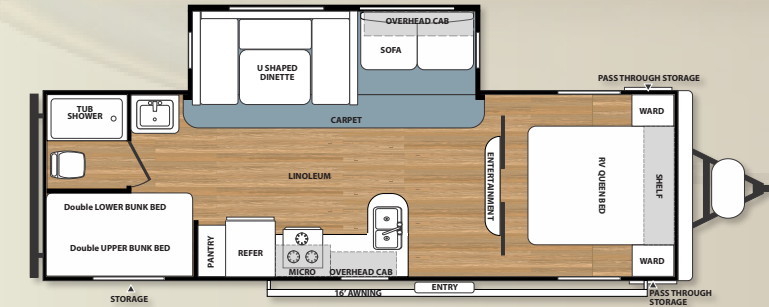 OVERHEAD CAB
SOFA
U SHAPED
DINETTE
PASS THROUGH STORAGE
TUB
SHOWER
WARD
CARPET
LINOLEUM
ENTERTAINMENT
RV QUEEN BED
SHELF
Double LOWER BUNK BED
Double UPPER BUNK BED
PANTRY
REFER
MICRO
OVERHEAD CAB
WARD
STORAGE
16' AWNING
ENTRY
PASS THROUGH
STORAGE